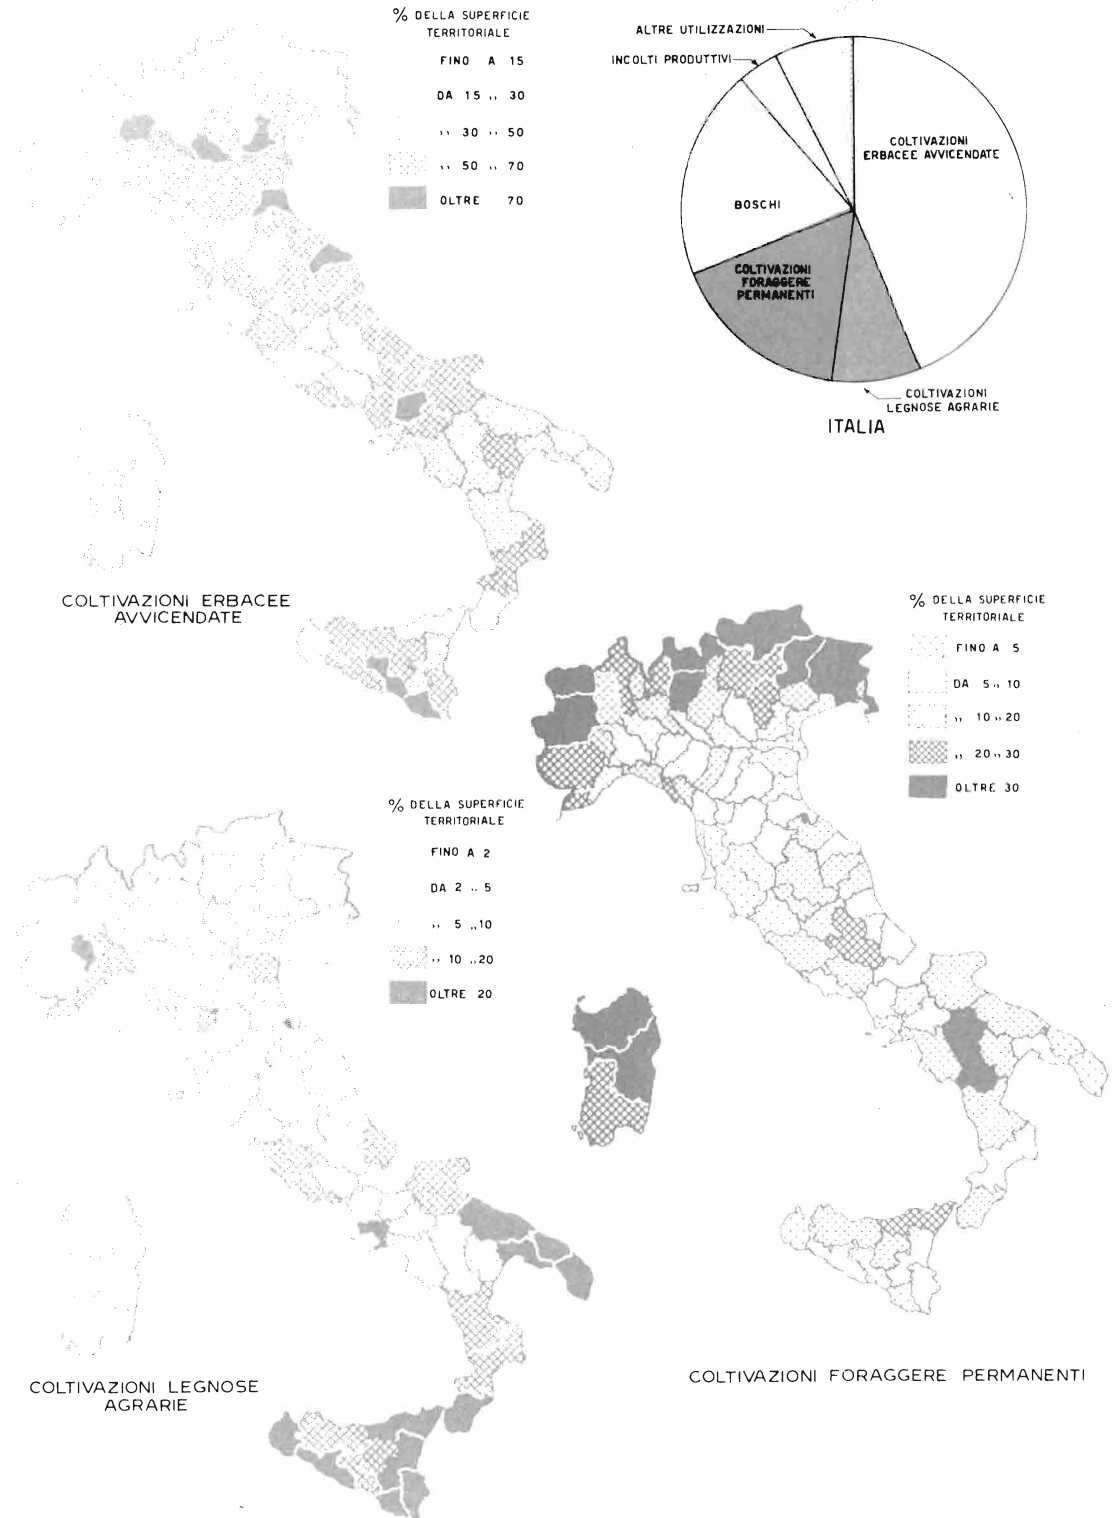 % DELLA SUPERFICIE
TERRITORIALE
FINO A 15
DA 15 ,, 30
,, 30 ,, 50
,, 50 ,, 70
OLTRE 70
ALTRE UTILIZZAZIONI
INCOLTI PRODUTTIVI
COLTIVAZIONI
ERBACEE AVVICENDATE
BOSCHI
COLTIVAZIONI
FORAGGERE
PERMANENTI
COLTIVAZIONI
LEGNOSE AGRARIE
ITALIA
COLTIVAZIONI ERBACEE
AVVICENDATE
% DELLA SUPERFICIE
TERRITORIALE
FINO A 5
DA 5 ,, 10
,, 10 ,, 20
,, 20 ,, 30
OLTRE 30
% DELLA SUPERFICIE
TERRITORIALE
FINO A 2
DA 2 ,, 5
,, 5 ,, 10
,, 10 ,, 20
OLTRE 20
COLTIVAZIONI FORAGGERE PERMANENTI
COLTIVAZIONI LEGNOSE
AGRARIE